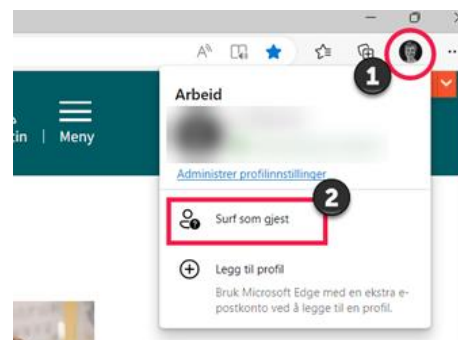 A»
1
Arbeid
tin | Meny
Administrer profilinnstillinger
2
Surf som gjest
Legg til profil
Bruk Microsoft Edge med en ekstra e-
postkonto ved å legge til en profil.